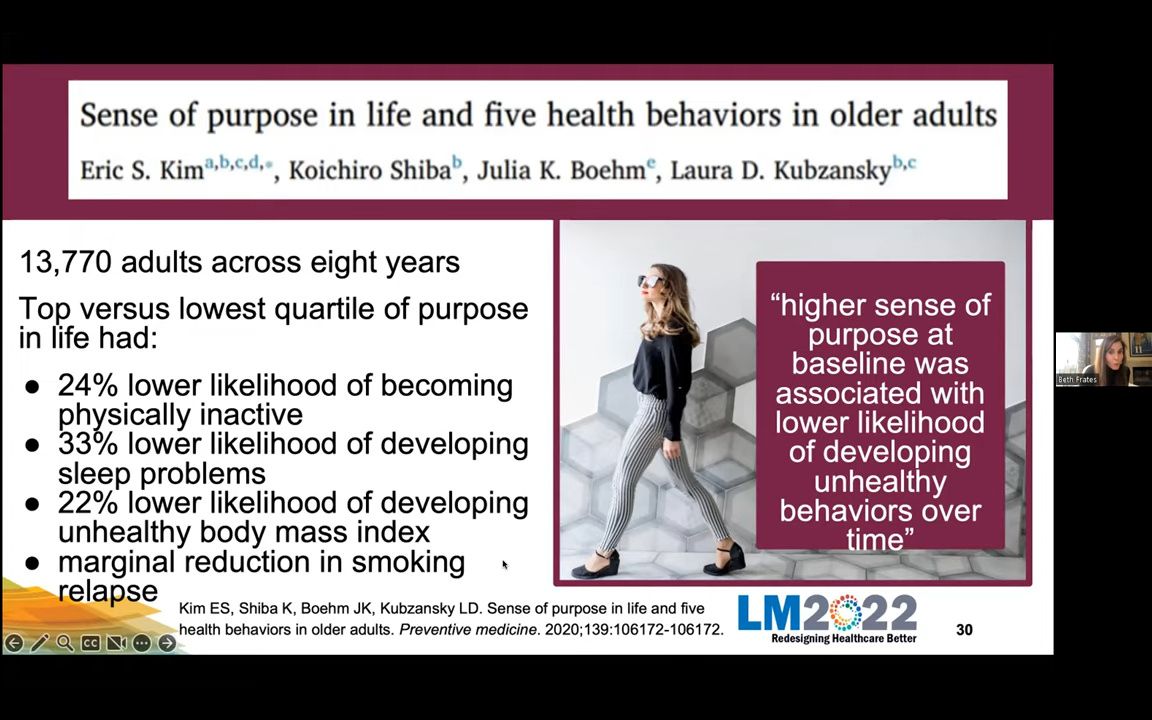 Sense of purpose in life and five health behaviors in older adults
Eric S. Kim a,b,c,d,*, Koichiro Shiba b, Julia K. Boehm e, Laura D. Kubzansky b,c
13,770 adults across eight years
Top versus lowest quartile of purpose
in life had:
● 24% lower likelihood of becoming
physically inactive
● 33% lower likelihood of developing
sleep problems
● 22% lower likelihood of developing
unhealthy body mass index
● marginal reduction in smoking
relapse
“higher sense of
purpose at
baseline was
associated with
lower likelihood
of developing
unhealthy
behaviors over
time”
Kim ES, Shiba K, Boehm JK, Kubzansky LD. Sense of purpose in life and five
health behaviors in older adults. Preventive medicine. 2020;139:106172-106172.
LM2022
Redesigning Healthcare Better
30
CC
Beth Frates